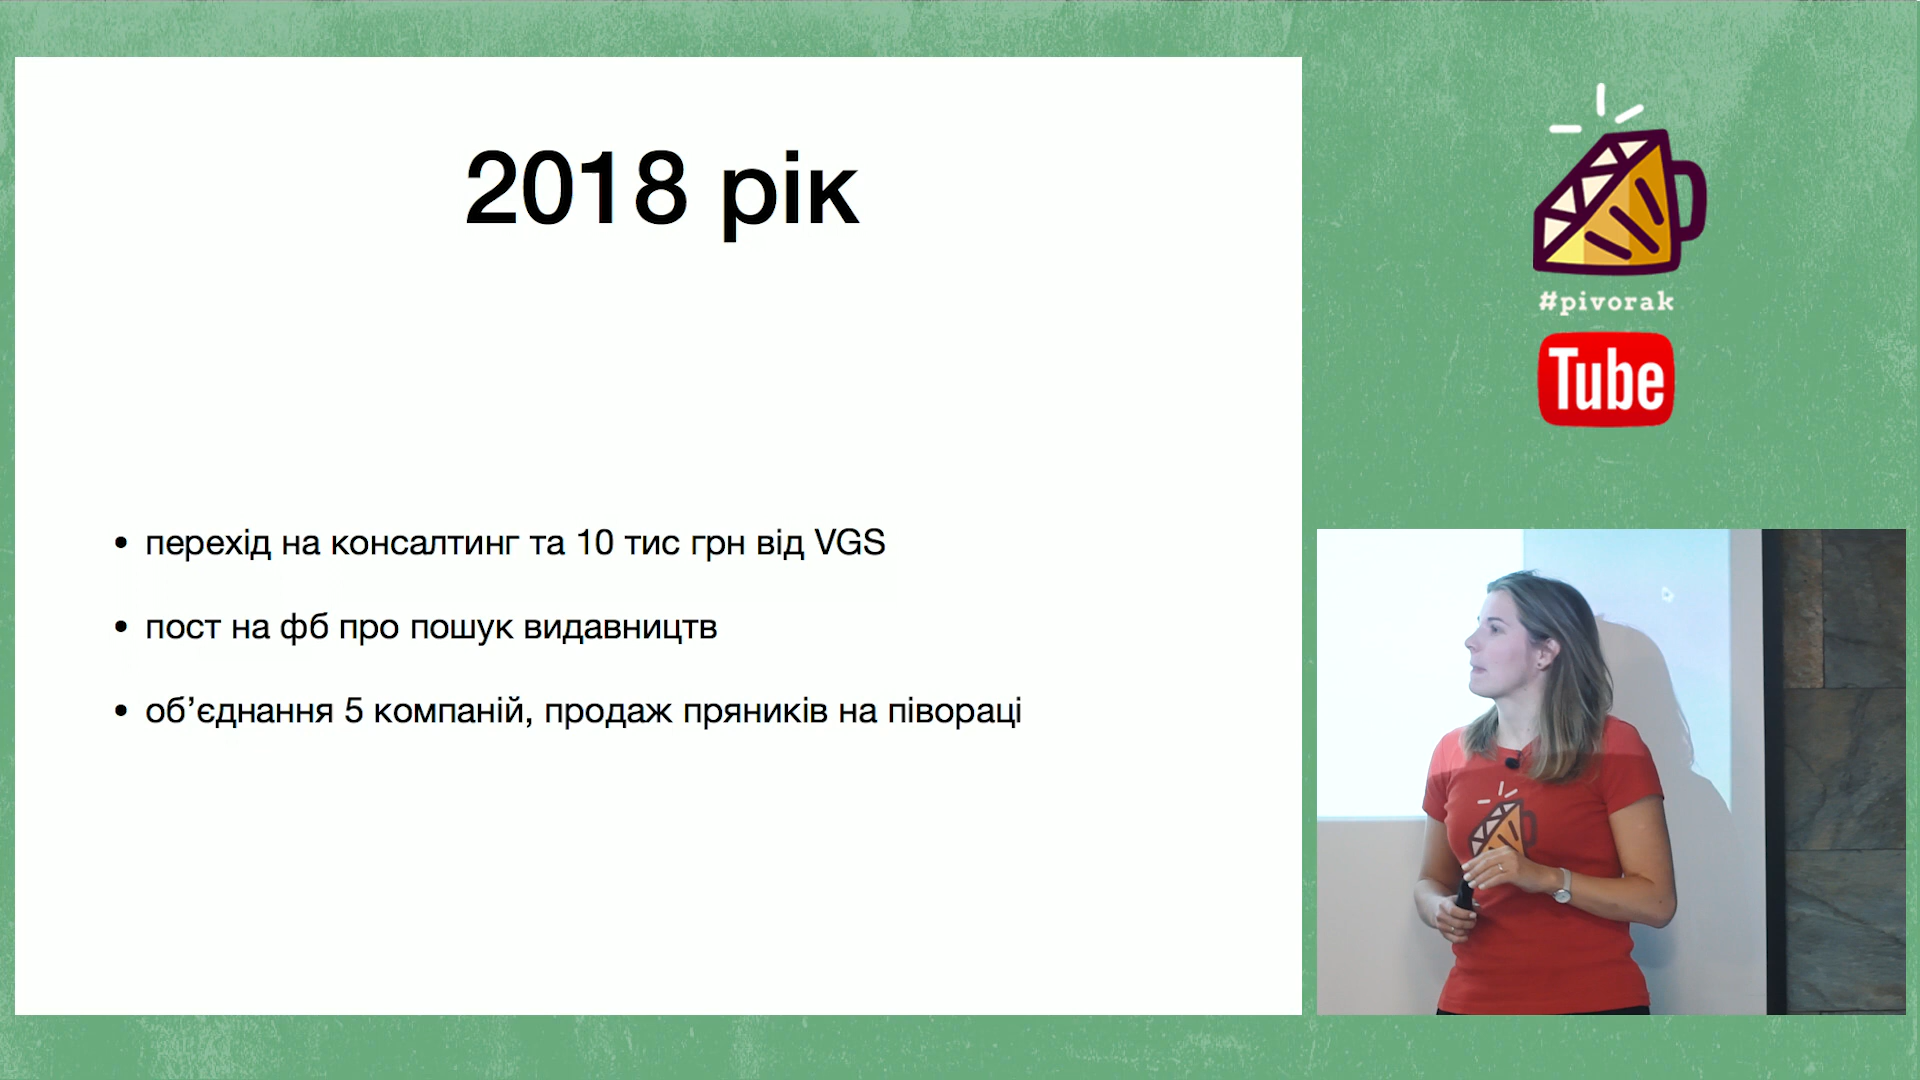 2018 рік
• перехід на консалтинг та 10 тис грн від VGS
• пост на фб про пошук видавництв
• об’єднання 5 компаній, продаж пряників на півораці
#pivorak
Tube